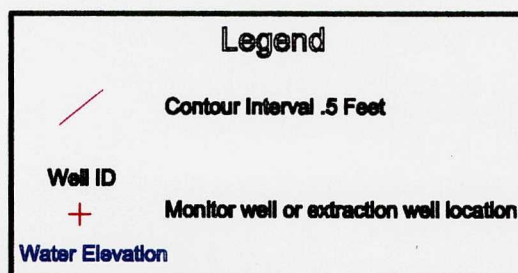 Legend
Contour Interval .5 Feet
Well ID
Monitor well or extraction well location
Water Elevation